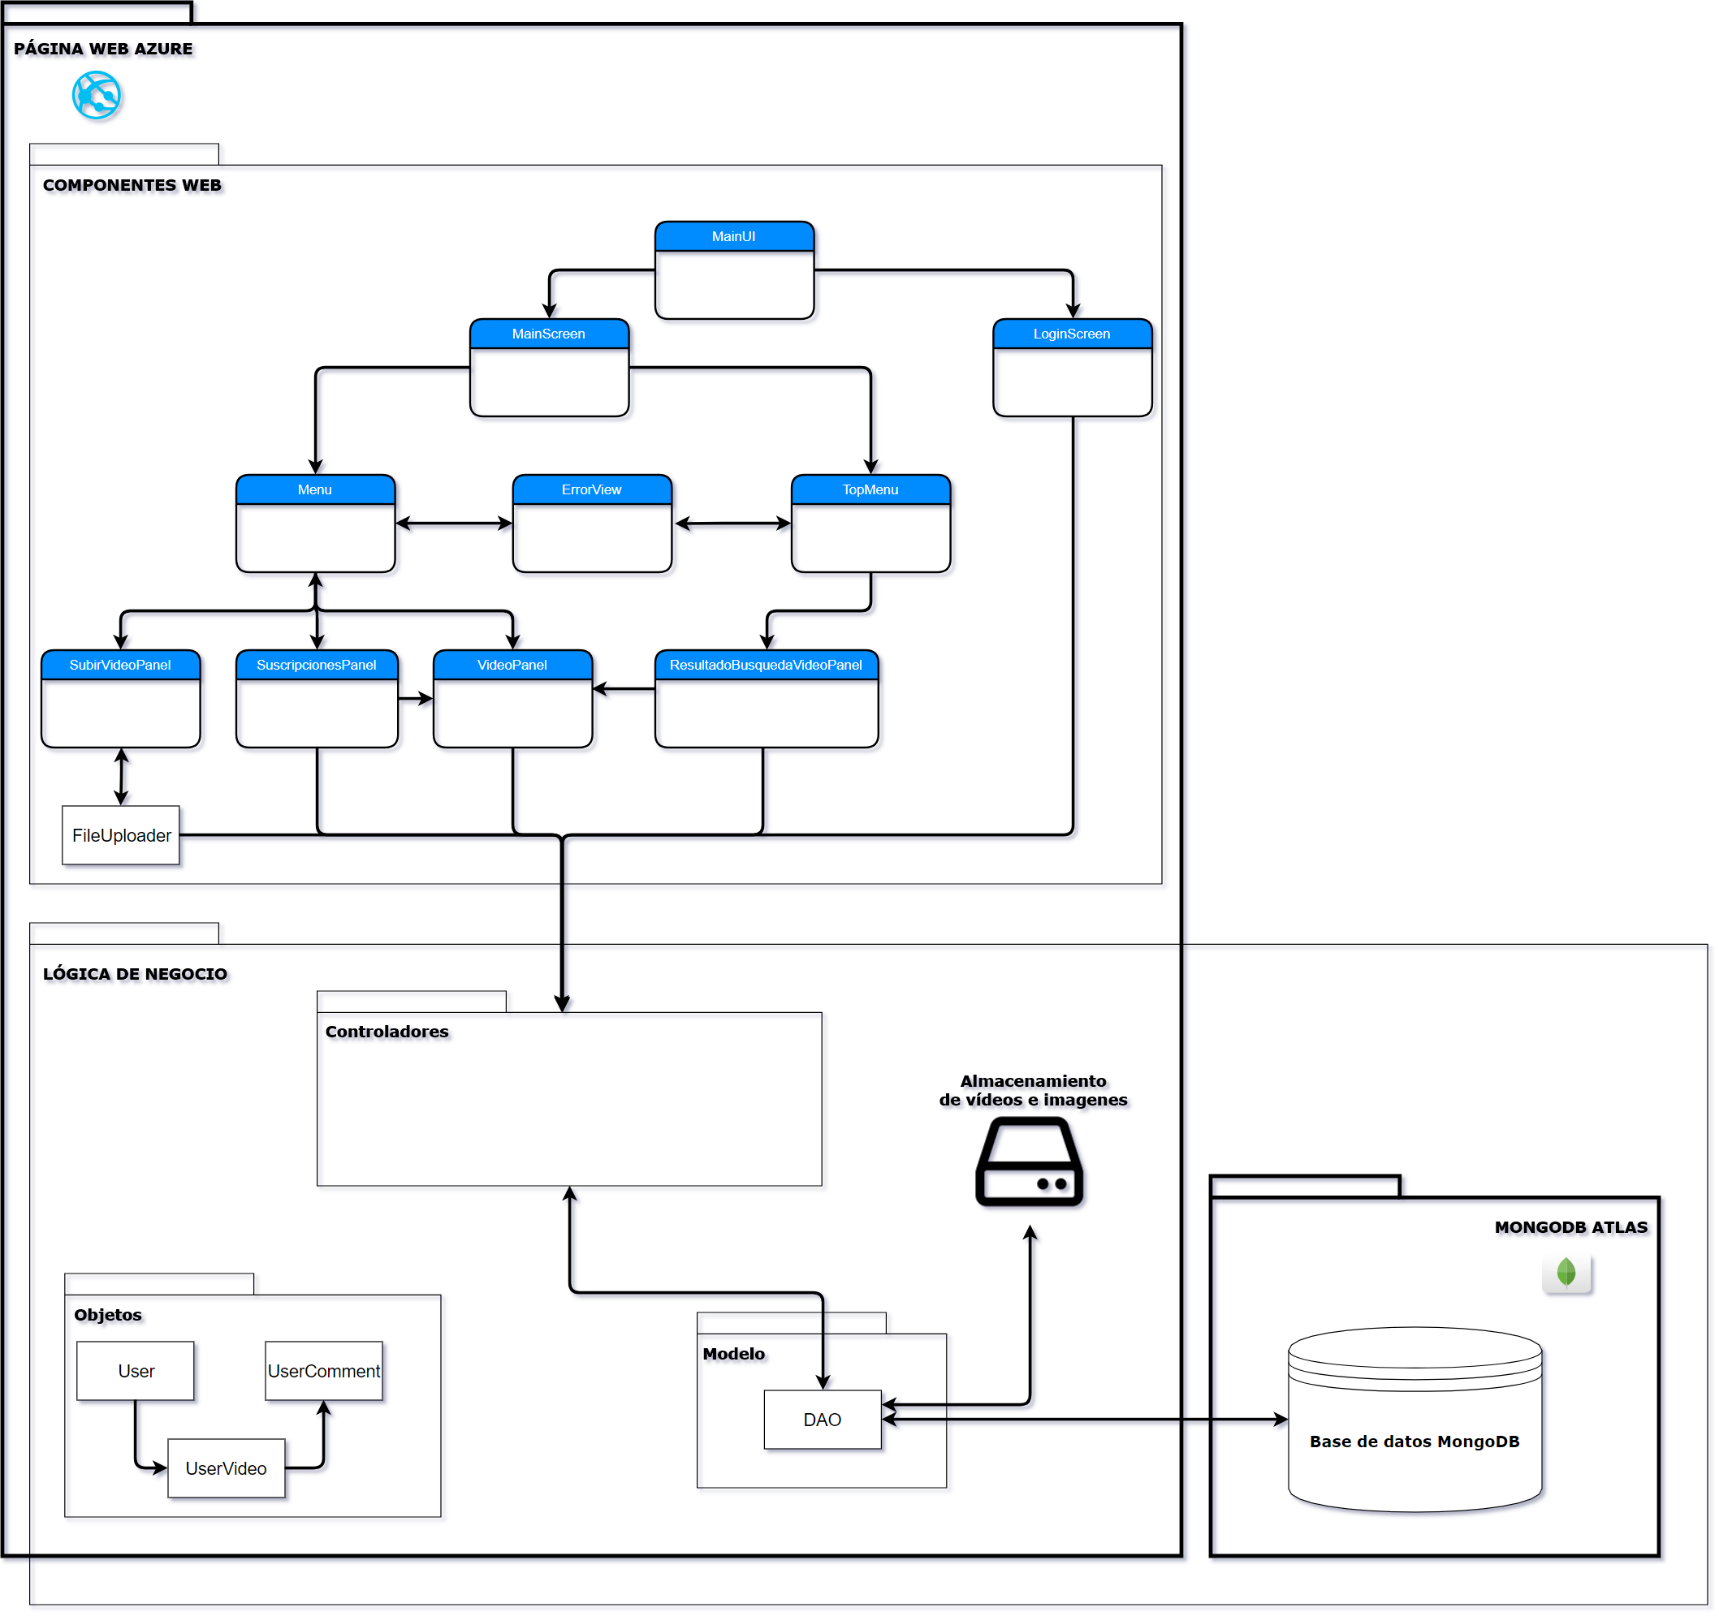 PÁGINA WEB AZURE
COMPONENTES WEB
MainUI
MainScreen
LoginScreen
Menu
ErrorView
TopMenu
SubirVideoPanel
SuscripcionesPanel
VideoPanel
ResultadoBusquedaVideoPanel
FileUploader
LÓGICA DE NEGOCIO
Controladores
Almacenamiento
de vídeos e imagenes
MONGODB ATLAS
Objetos
User
UserComment
UserVideo
Modelo
DAO
Base de datos MongoDB